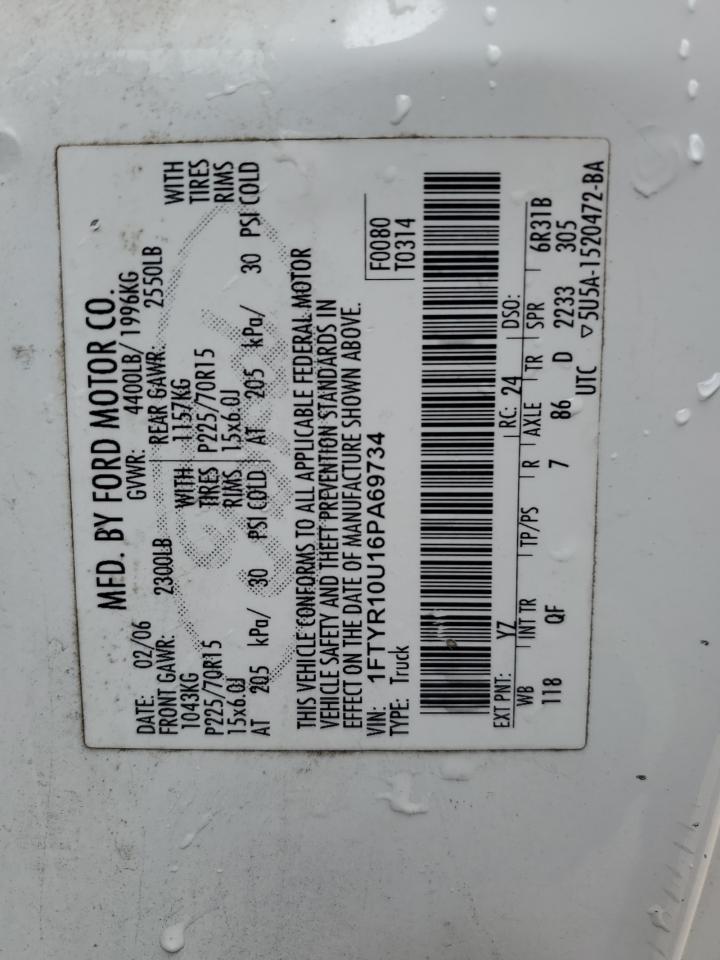 MFD. BY FORD MOTOR CO.
DATE: 02/06 GVWR: 4400LB/ 1996KG
FRONT GAWR: 2300LB REAR GAWR: 2550LB
1043KG WITH 1157KG WITH
P225/70R15 TIRES P225/70R15 TIRES
15x6.0J RIMS 15x6.0J RIMS
AT 205 kPa/ 30 PSI COLD AT 205 kPa/ 30 PSI COLD
THIS VEHICLE CONFORMS TO ALL APPLICABLE FEDERAL MOTOR
VEHICLE SAFETY AND THEFT PREVENTION STANDARDS IN
EFFECT ON THE DATE OF MANUFACTURE SHOWN ABOVE.
VIN: 1FTYR10U16PA69734 F0080
TYPE: Truck T0314
EXT PNT: YZ RC: 24 DSO:
WB INT TR TP/PS R AXLE TR SPR 6R31B
118 QF 7 86 D 2233 305
UTC ▽5U5A-1520472-BA